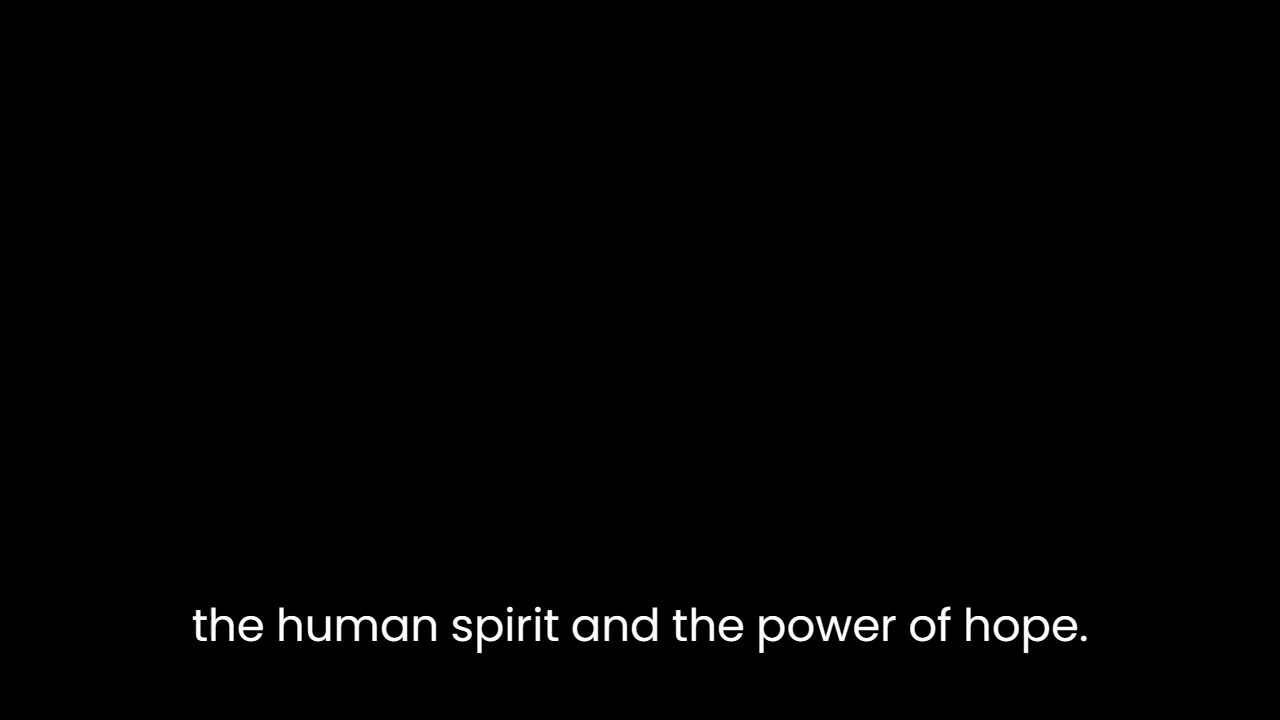 the human spirit and the power of hope.